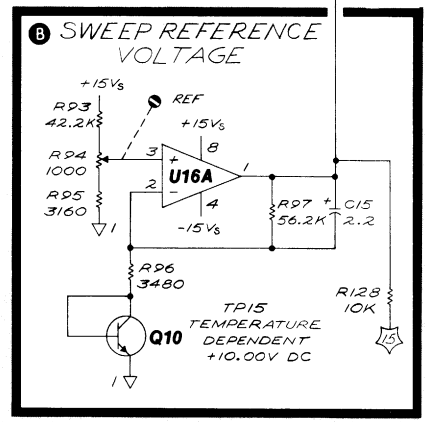 B SWEEP REFERENCE
VOLTAGE
+15Vs
REF
R93
42.2K
+15Vs
R94
1000
3
+
8
1
U16A
R95
3160
2
−
4
-15Vs
R97
56.2K
+
C15
2.2
1
R96
3480
R128
10K
Q10
TP15
TEMPERATURE
DEPENDENT
+10.00V DC
15
1